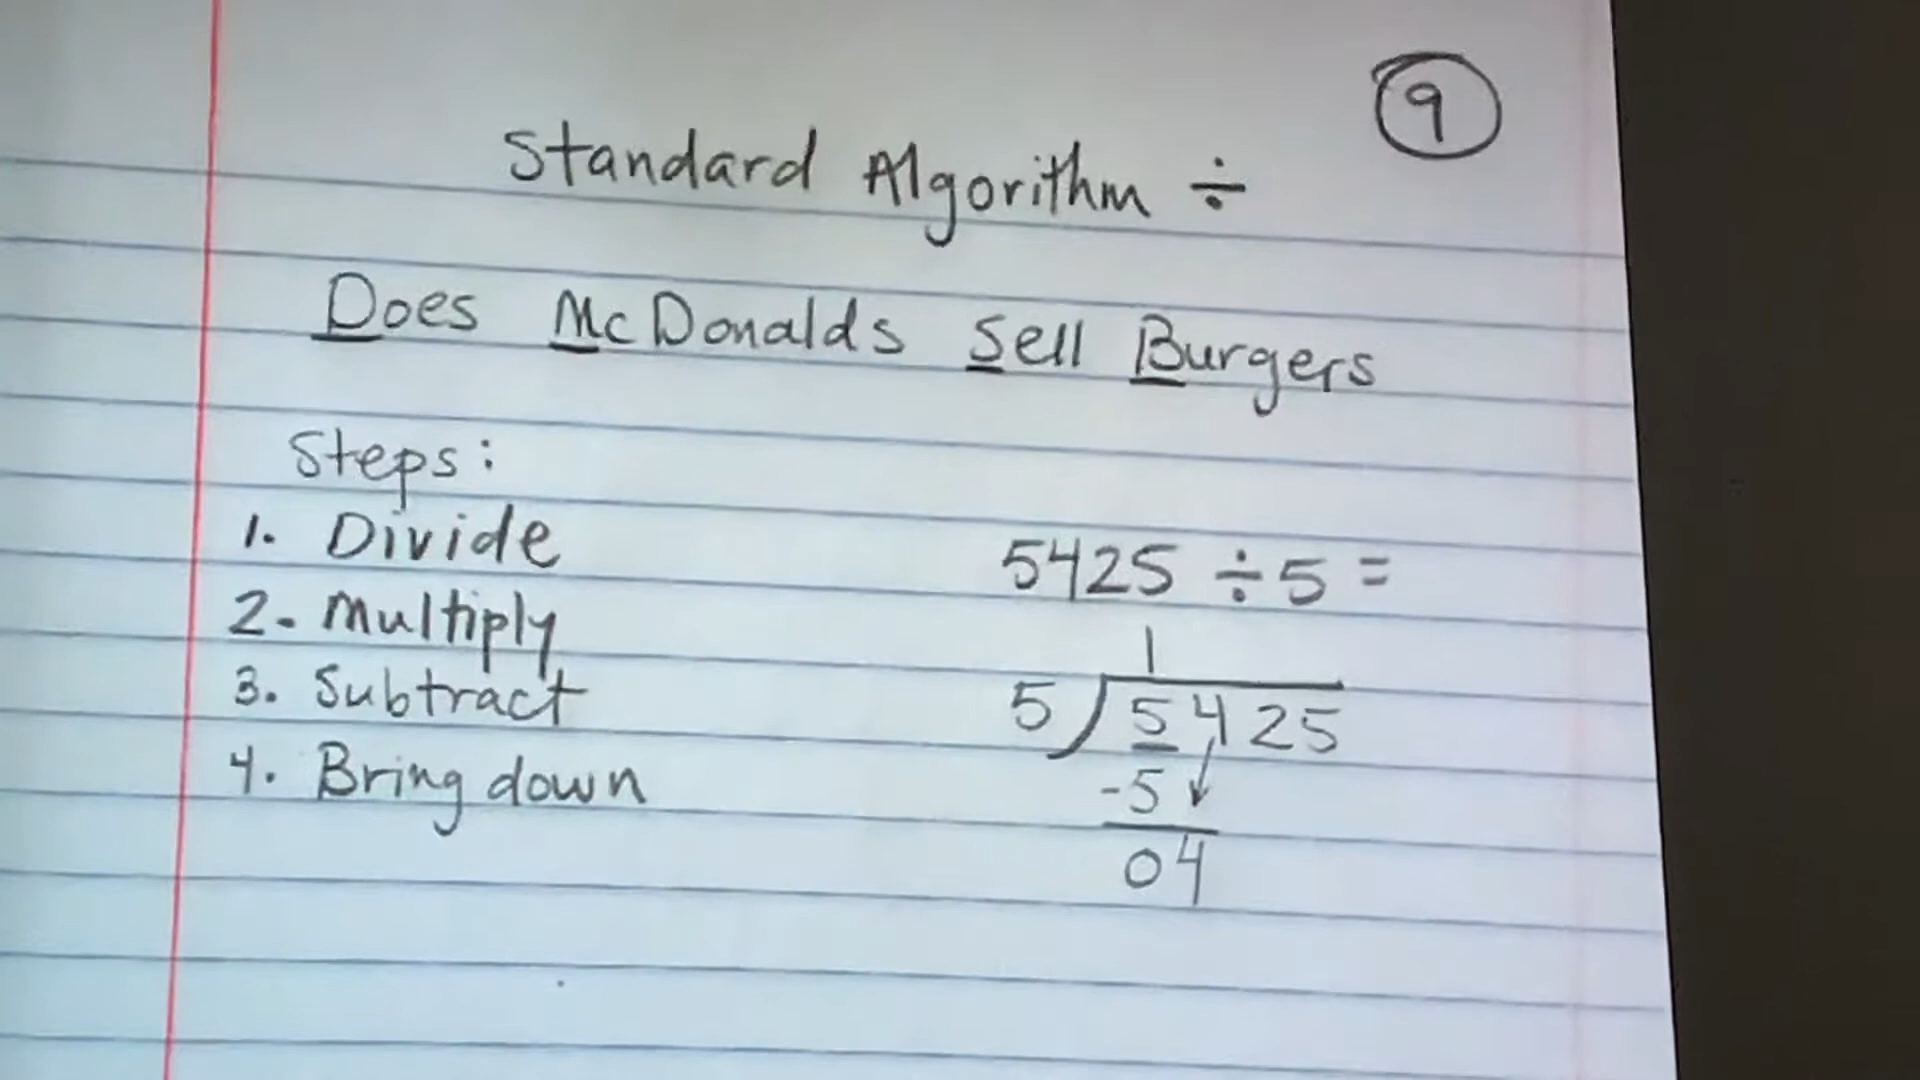 9
Standard Algorithm ÷
Does McDonalds Sell Burgers
Steps:
1. Divide
2. Multiply
3. Subtract
4. Bring down
5425 ÷ 5 =
1
5 ) 5425
-5
04